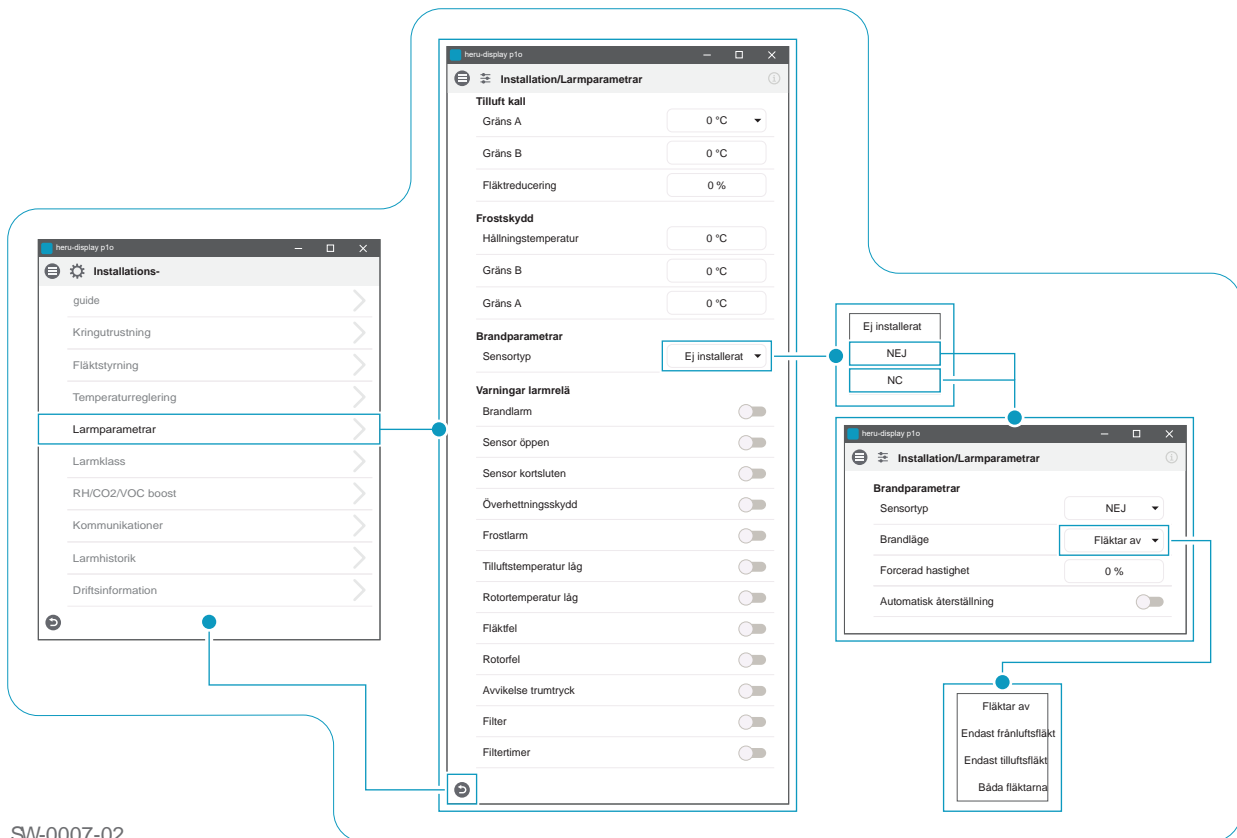 heru-display p1o
Installations-
guide
Kringutrustning
Fläktstyrning
Temperaturreglering
Larmparametrar
Larmklass
RH/CO2/VOC boost
Kommunikationer
Larmhistorik
Driftsinformation
heru-display p1o
Installation/Larmparametrar
Tilluft kall
Gräns A 0 °C
Gräns B 0 °C
Fläktreducering 0 %
Frostskydd
Hållningstemperatur 0 °C
Gräns B 0 °C
Gräns A 0 °C
Brandparametrar
Sensortyp Ej installerat
Varningar larmrelä
Brandlarm
Sensor öppen
Sensor kortsluten
Överhettningsskydd
Frostlarm
Tilluftstemperatur låg
Rotortemperatur låg
Fläktfel
Rotorfel
Avvikelse trumtryck
Filter
Filtertimer
Ej installerat
NEJ
NC
heru-display p1o
Installation/Larmparametrar
Brandparametrar
Sensortyp NEJ
Brandläge Fläktar av
Forcerad hastighet 0 %
Automatisk återställning
Fläktar av
Endast frånluftsfläkt
Endast tilluftsfläkt
Båda fläktarna
SW-0007-02